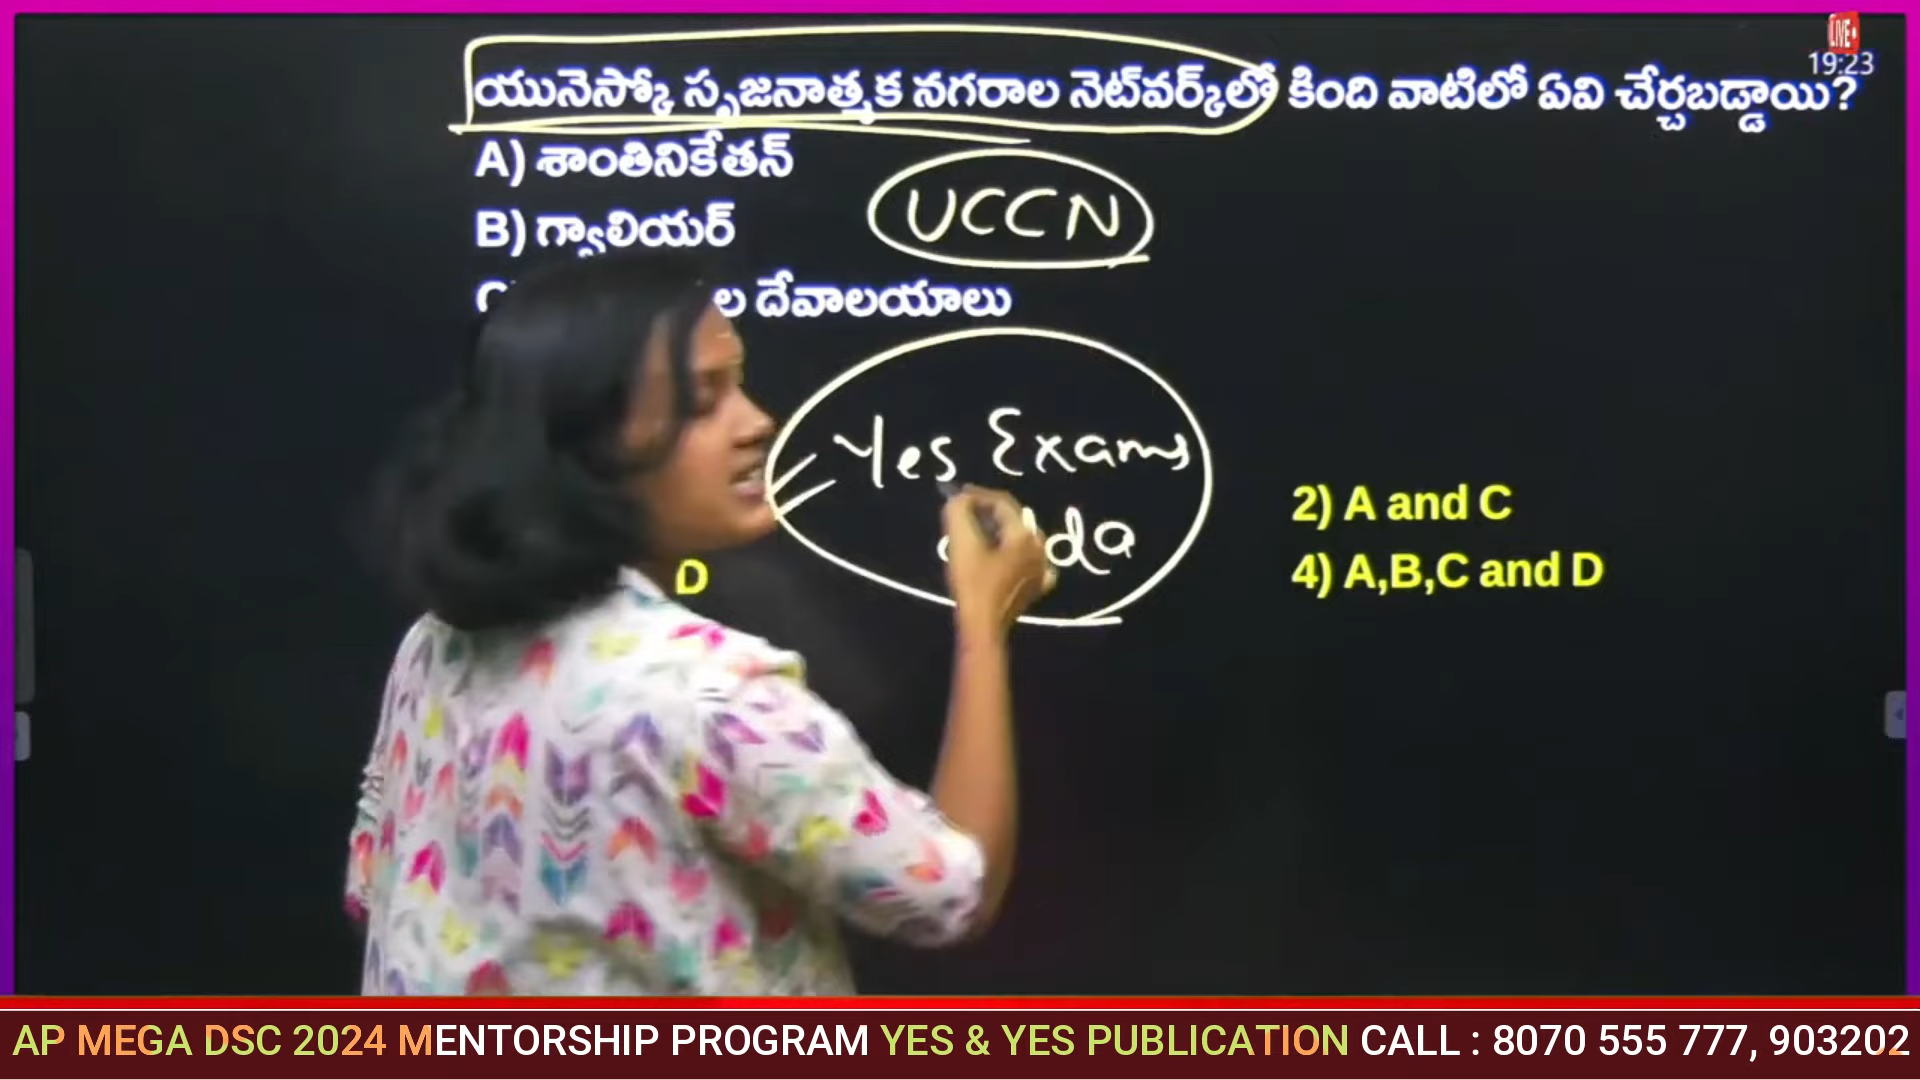 LIVE
19:23
యునెస్కో సృజనాత్మక నగరాల నెట్‌వర్క్‌లో కింది వాటిలో ఏవి చేర్చబడ్డాయి?
A) శాంతినికేతన్
UCCN
B) గ్వాలియర్
ల దేవాలయాలు
Yes Exams
2) A and C
D
4) A,B,C and D
AP MEGA DSC 2024 MENTORSHIP PROGRAM YES & YES PUBLICATION CALL : 8070 555 777, 903202